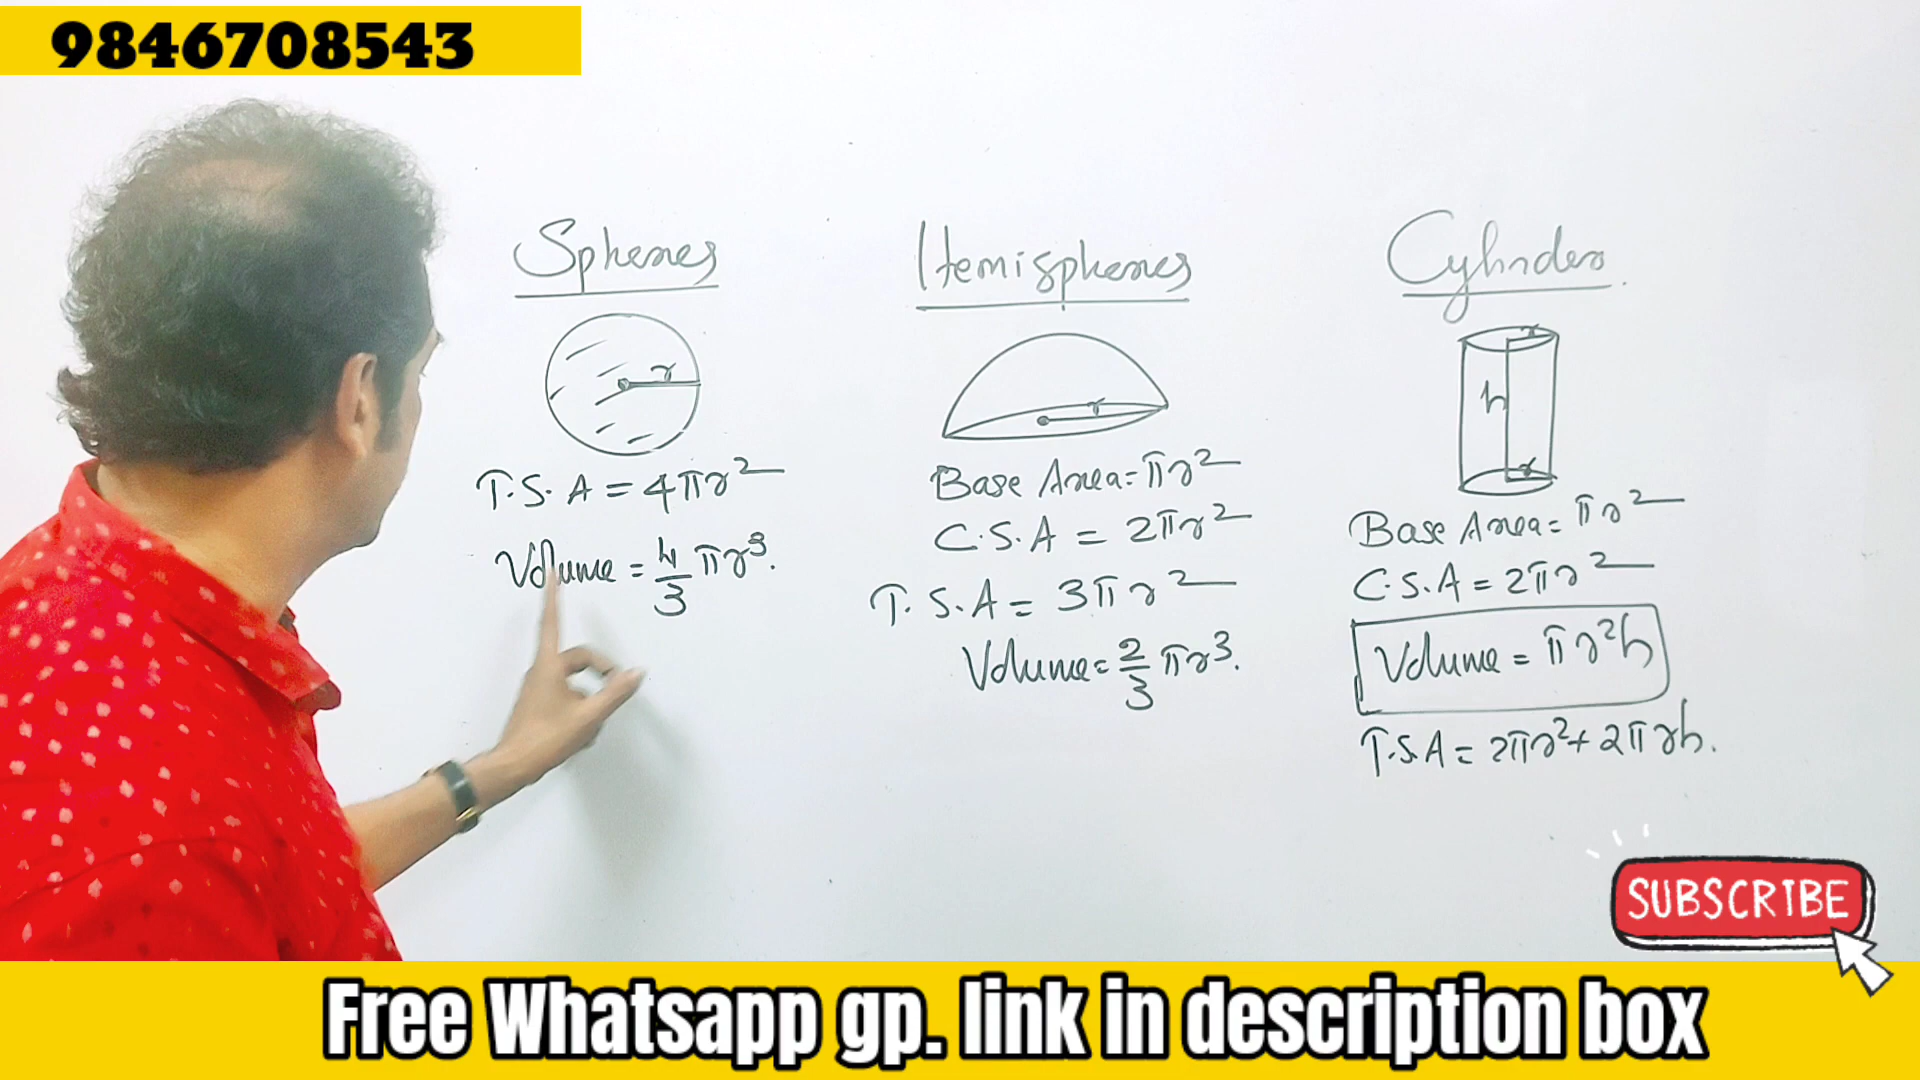 9846708543
Spheres
r
T.S.A = 4πr²
Volume = 4/3 πr³.
Hemispheres
r
Base Area = πr²
C.S.A = 2πr²
T.S.A = 3πr²
Volume = 2/3 πr³.
Cylinder.
r
h
r
Base Area = πr²
C.S.A = 2πr²
Volume = πr²h
T.S.A = 2πr² + 2πrh.
SUBSCRIBE
Free Whatsapp gp. link in description box